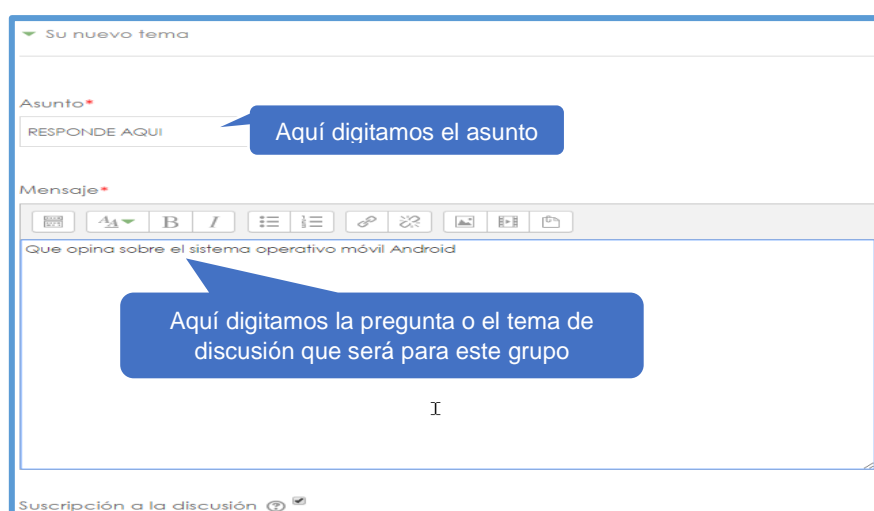 Su nuevo tema
Asunto*
RESPONDE AQUI
Aquí digitamos el asunto
Mensaje*
B I
Que opina sobre el sistema operativo móvil Android
Aquí digitamos la pregunta o el tema de
discusión que será para este grupo
Suscripción a la discusión